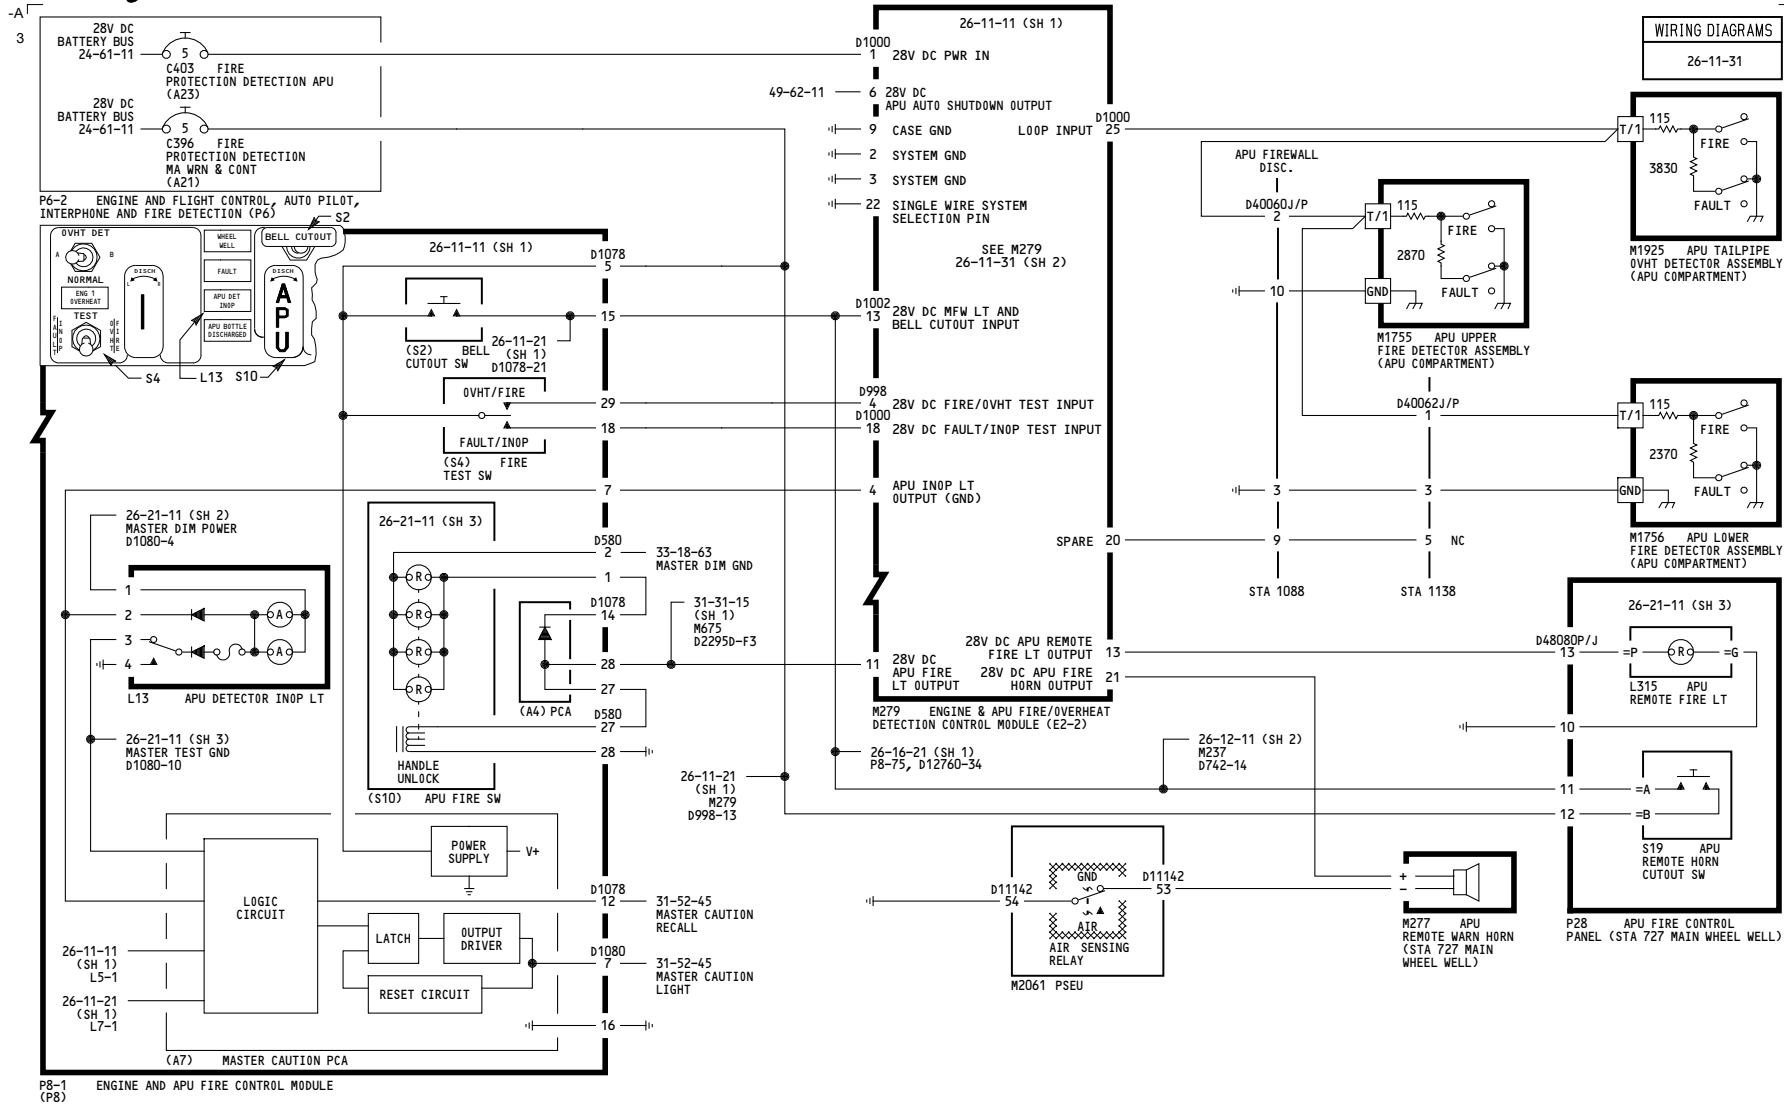 -A
3
28V DC
BATTERY BUS
24-61-11
5
C403 FIRE
PROTECTION DETECTION APU
(A23)
28V DC
BATTERY BUS
24-61-11
5
C396 FIRE
PROTECTION DETECTION
MA WRN & CONT
(A21)
P6-2 ENGINE AND FLIGHT CONTROL, AUTO PILOT,
INTERPHONE AND FIRE DETECTION (P6)
S2
OVHT DET
A
B
NORMAL
ENG 1
OVERHEAT
TEST
FAULT
INOP
OVHT
FIRE
DISCH
L
R
WHEEL
WELL
FAULT
APU DET
INOP
APU BOTTLE
DISCHARGED
BELL CUTOUT
DISCH
APU
S4
L13
S10
26-11-11 (SH 1)
D1078
5
(S2) BELL
CUTOUT SW
26-11-21
(SH 1)
D1078-21
15
OVHT/FIRE
29
18
FAULT/INOP
(S4) FIRE
TEST SW
7
26-21-11 (SH 2)
MASTER DIM POWER
D1080-4
1
2
3
4
A
A
L13 APU DETECTOR INOP LT
26-21-11 (SH 3)
MASTER TEST GND
D1080-10
26-21-11 (SH 3)
R
R
R
R
HANDLE
UNLOCK
(S10) APU FIRE SW
D580
2
33-18-63
MASTER DIM GND
1
D1078
14
28
27
(A4) PCA
D580
27
28
31-31-15
(SH 1)
M675
D2295D-F3
POWER
SUPPLY
V+
LOGIC
CIRCUIT
LATCH
OUTPUT
DRIVER
RESET CIRCUIT
26-11-11
(SH 1)
L5-1
26-11-21
(SH 1)
L7-1
D1078
12
31-52-45
MASTER CAUTION
RECALL
D1080
7
31-52-45
MASTER CAUTION
LIGHT
16
(A7) MASTER CAUTION PCA
P8-1 ENGINE AND APU FIRE CONTROL MODULE
(P8)
26-11-11 (SH 1)
D1000
1 28V DC PWR IN
49-62-11
6 28V DC
APU AUTO SHUTDOWN OUTPUT
9 CASE GND
LOOP INPUT
D1000
25
2 SYSTEM GND
3 SYSTEM GND
22 SINGLE WIRE SYSTEM
SELECTION PIN
SEE M279
26-11-31 (SH 2)
D1002
13 28V DC MFW LT AND
BELL CUTOUT INPUT
D998
4 28V DC FIRE/OVHT TEST INPUT
D1000
18 28V DC FAULT/INOP TEST INPUT
4 APU INOP LT
OUTPUT (GND)
SPARE 20
28V DC APU REMOTE
FIRE LT OUTPUT
13
11 28V DC
APU FIRE
LT OUTPUT
28V DC APU FIRE
HORN OUTPUT
21
M279 ENGINE & APU FIRE/OVERHEAT
DETECTION CONTROL MODULE (E2-2)
26-16-21 (SH 1)
P8-75, D12760-34
26-11-21
(SH 1)
M279
D998-13
26-12-11 (SH 2)
M237
D742-14
D11142
54
GND
AIR
AIR SENSING
RELAY
D11142
53
M2061 PSEU
+
-
M277 APU
REMOTE WARN HORN
(STA 727 MAIN
WHEEL WELL)
WIRING DIAGRAMS
26-11-31
T/1
115
FIRE
3830
FAULT
M1925 APU TAILPIPE
OVHT DETECTOR ASSEMBLY
(APU COMPARTMENT)
APU FIREWALL
DISC.
D40060J/P
2
10
T/1
115
FIRE
2870
FAULT
GND
M1755 APU UPPER
FIRE DETECTOR ASSEMBLY
(APU COMPARTMENT)
D40062J/P
1
3
3
9
5 NC
STA 1088
STA 1138
T/1
115
FIRE
2370
FAULT
GND
M1756 APU LOWER
FIRE DETECTOR ASSEMBLY
(APU COMPARTMENT)
26-21-11 (SH 3)
D48080P/J
13
=P
R
=G
L315 APU
REMOTE FIRE LT
10
11
=A
12
=B
S19 APU
REMOTE HORN
CUTOUT SW
P28 APU FIRE CONTROL
PANEL (STA 727 MAIN WHEEL WELL)